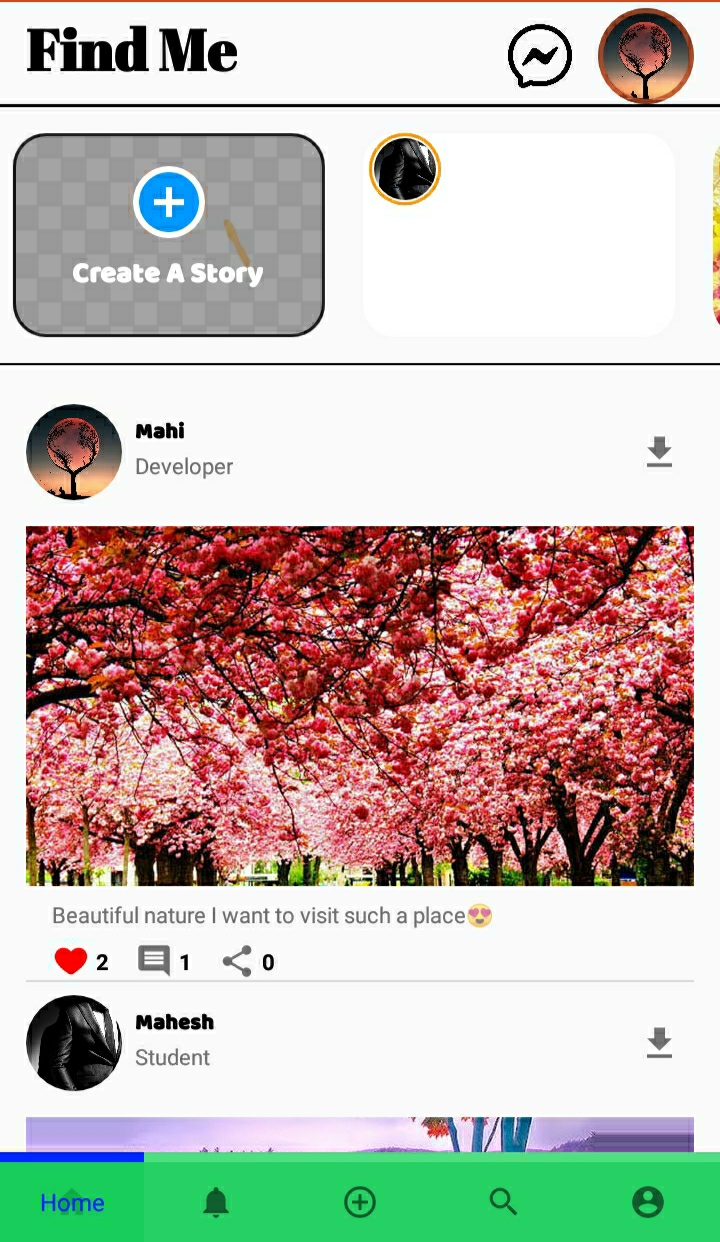 Find Me
Create A Story
Mahi
Developer
Beautiful nature I want to visit such a place😍
2 1 0
Mahesh
Student
Home